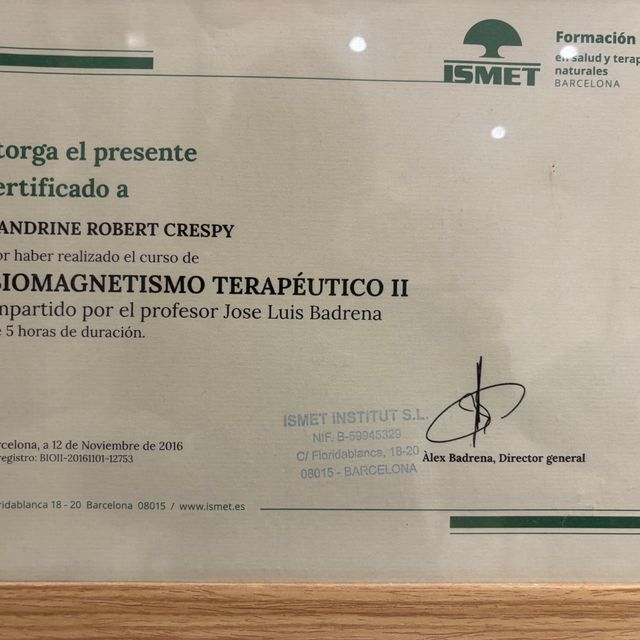 ISMET
Formación
en salud y terap
naturales
BARCELONA
torga el presente
ertificado a
ANDRINE ROBERT CRESPY
or haber realizado el curso de
BIOMAGNETISMO TERAPÉUTICO II
mpartido por el profesor Jose Luis Badrena
e 5 horas de duración.
ISMET INSTITUT S.L.
NIF. B-59945329
C/ Floridablanca, 18-20
08015 - BARCELONA
rcelona, a 12 de Noviembre de 2016
registro: BIOII-20161101-12753
Àlex Badrena, Director general
ridablanca 18 - 20 Barcelona 08015 / www.ismet.es